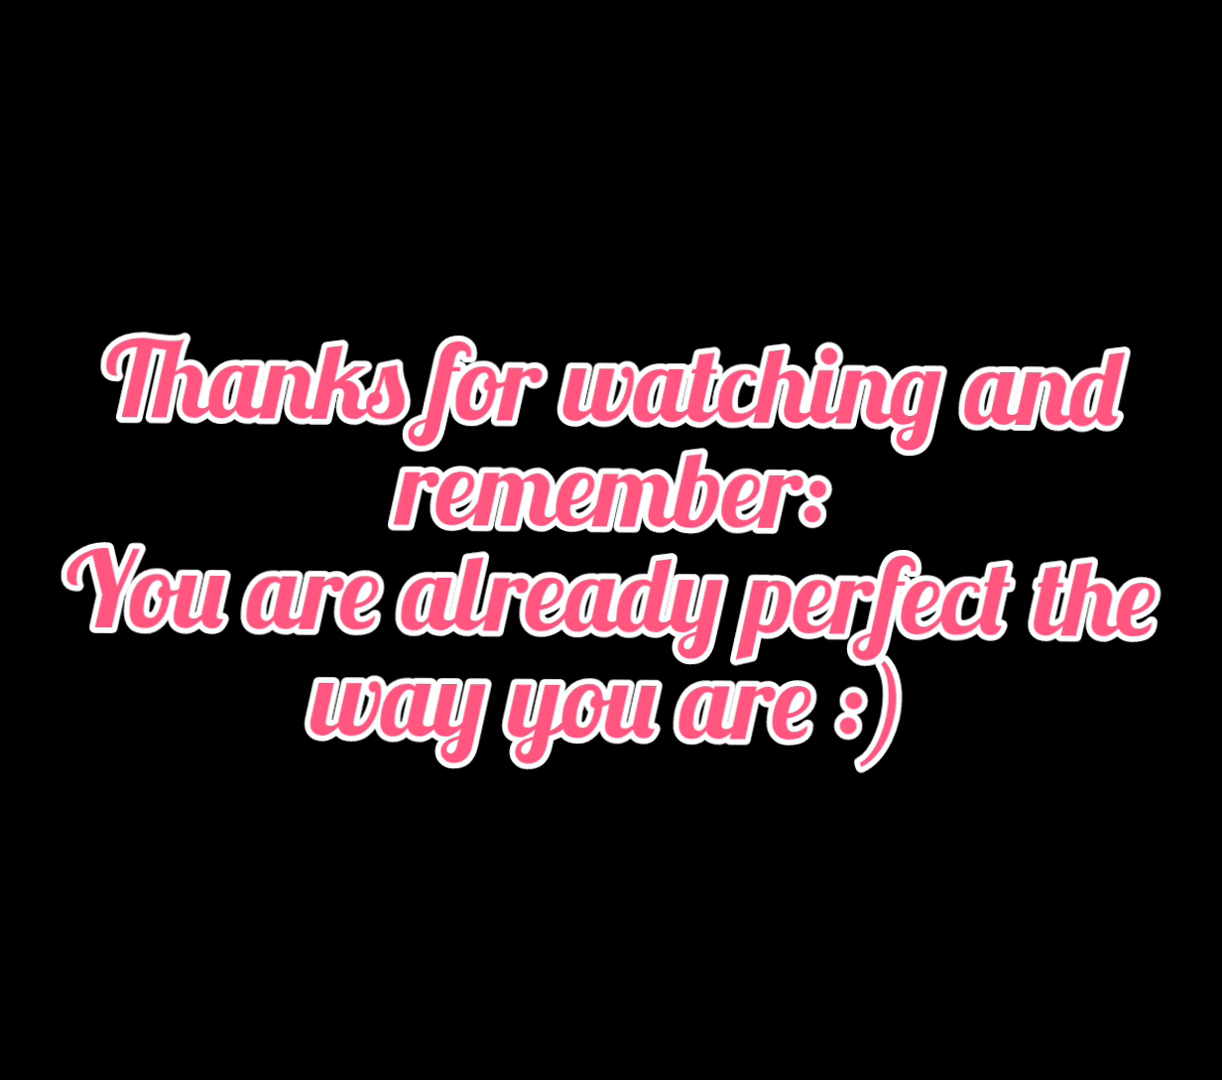 Thanks for watching and
remember:
You are already perfect the
way you are :)